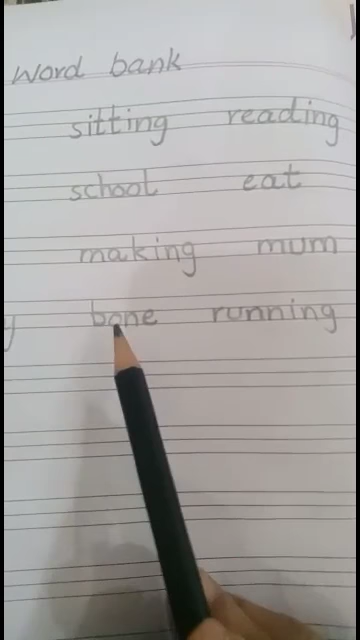 Word bank
sitting reading
school eat
making mum
bone running